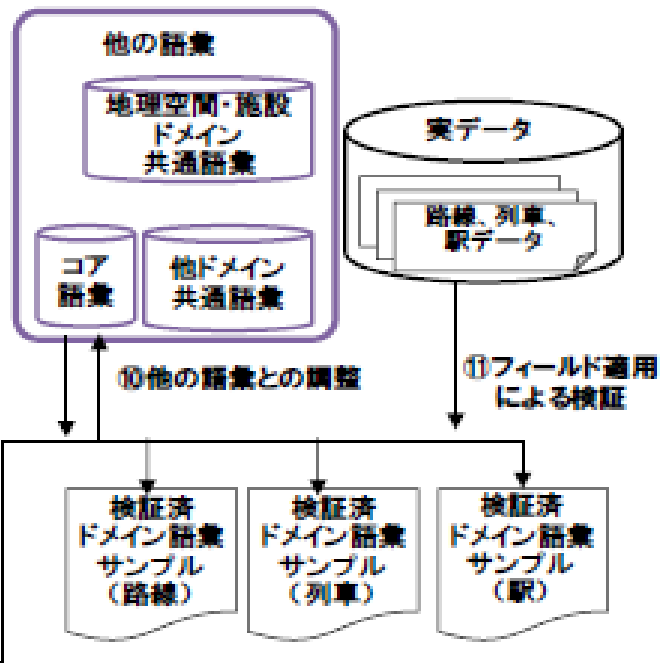 他の語彙
地理空間・施設
ドメイン
共通語彙
コア
語彙
他ドメイン
共通語彙
実データ
路線、列車、
駅データ
⑩他の語彙との調整
⑪フィールド適用
による検証
検証済
ドメイン語彙
サンプル
（路線）
検証済
ドメイン語彙
サンプル
（列車）
検証済
ドメイン語彙
サンプル
（駅）